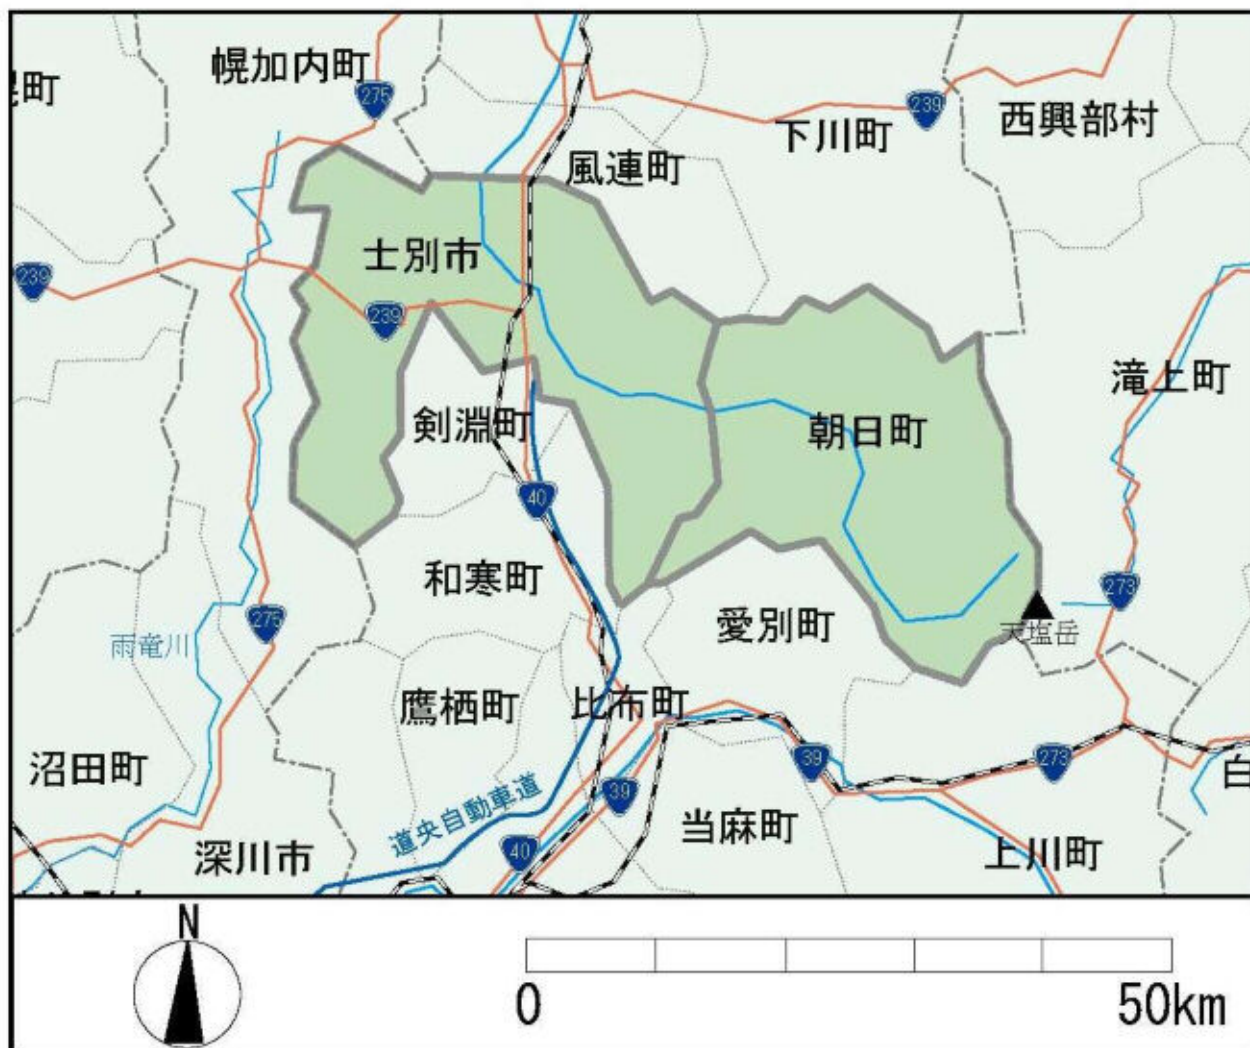 幌加内町
275
239
西興部村
下川町
風連町
士別市
239
239
滝上町
剣淵町
朝日町
40
和寒町
273
275
愛別町
天塩岳
雨竜川
鷹栖町
比布町
沼田町
39
273
39
道央自動車道
当麻町
40
深川市
上川町
N
0
50km